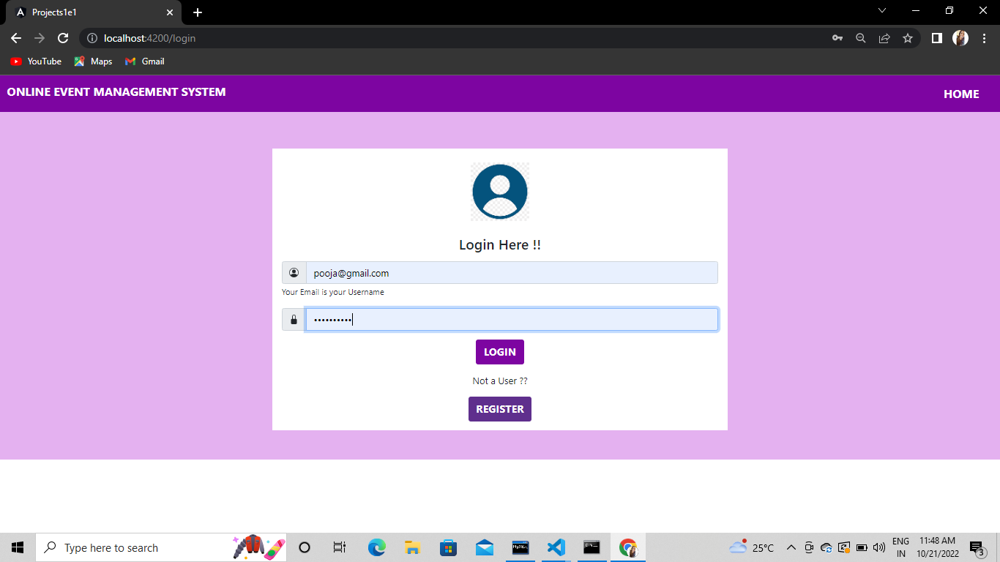 Projects1e1
localhost:4200/login
YouTube Maps Gmail
ONLINE EVENT MANAGEMENT SYSTEM
HOME
Login Here !!
pooja@gmail.com
Your Email is your Username
••••••••••
LOGIN
Not a User ??
REGISTER
Type here to search
MySQL
C:\
25°C
ENG
IN
11:48 AM
10/21/2022
3